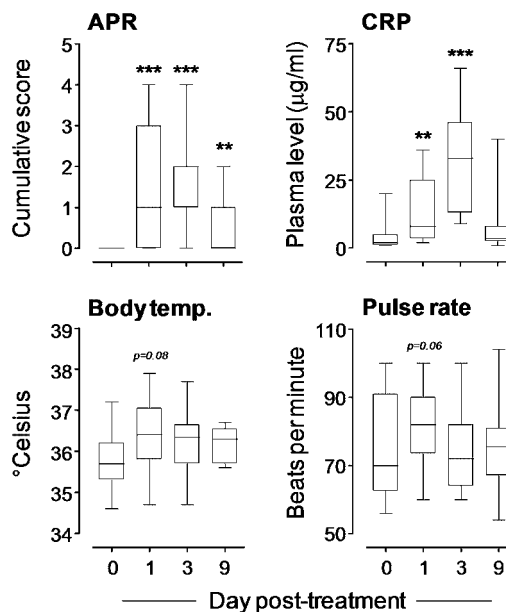 APR
Cumulative score
5
4
3
2
1
0
*** ***
**
CRP
Plasma level (µg/ml)
75
50
25
0
**
***
Body temp.
°Celsius
39
38
37
36
35
34
p=0.08
0 1 3 9
Pulse rate
Beats per minute
110
90
70
50
p=0.06
0 1 3 9
Day post-treatment